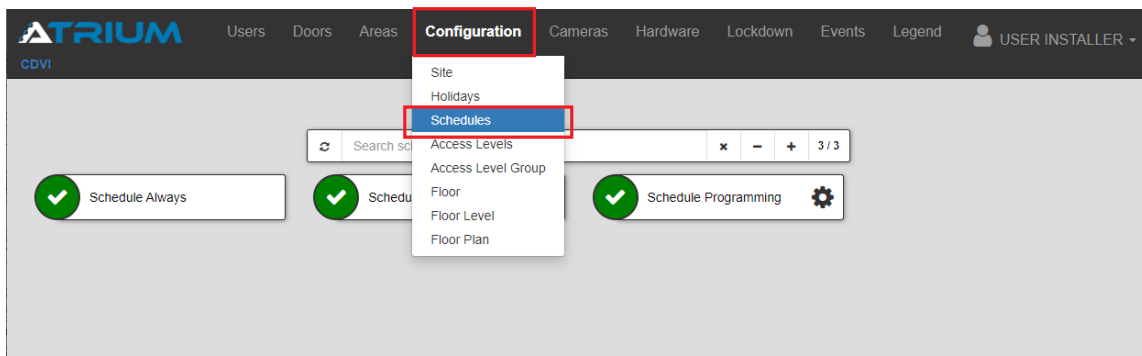 ATRIUM
CDVI
Users Doors Areas Configuration Cameras Hardware Lockdown Events Legend USER INSTALLER
Site
Holidays
Schedules
Search sc
Access Levels
3 / 3
Access Level Group
Schedule Always
Schedu
Schedule Programming
Floor
Floor Level
Floor Plan